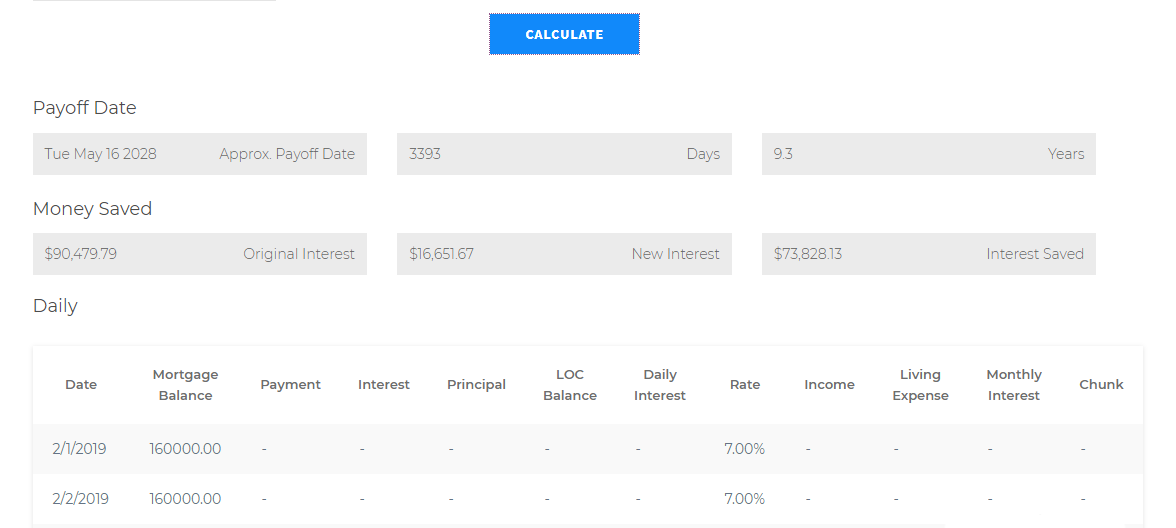 CALCULATE
Payoff Date
Tue May 16 2028 Approx. Payoff Date 3393 Days 9.3 Years
Money Saved
$90,479.79 Original Interest $16,651.67 New Interest $73,828.13 Interest Saved
Daily
Date Mortgage Balance Payment Interest Principal LOC Balance Daily Interest Rate Income Living Expense Monthly Interest Chunk
2/1/2019 160000.00 - - - - - 7.00% - - - -
2/2/2019 160000.00 - - - - - 7.00% - - - -